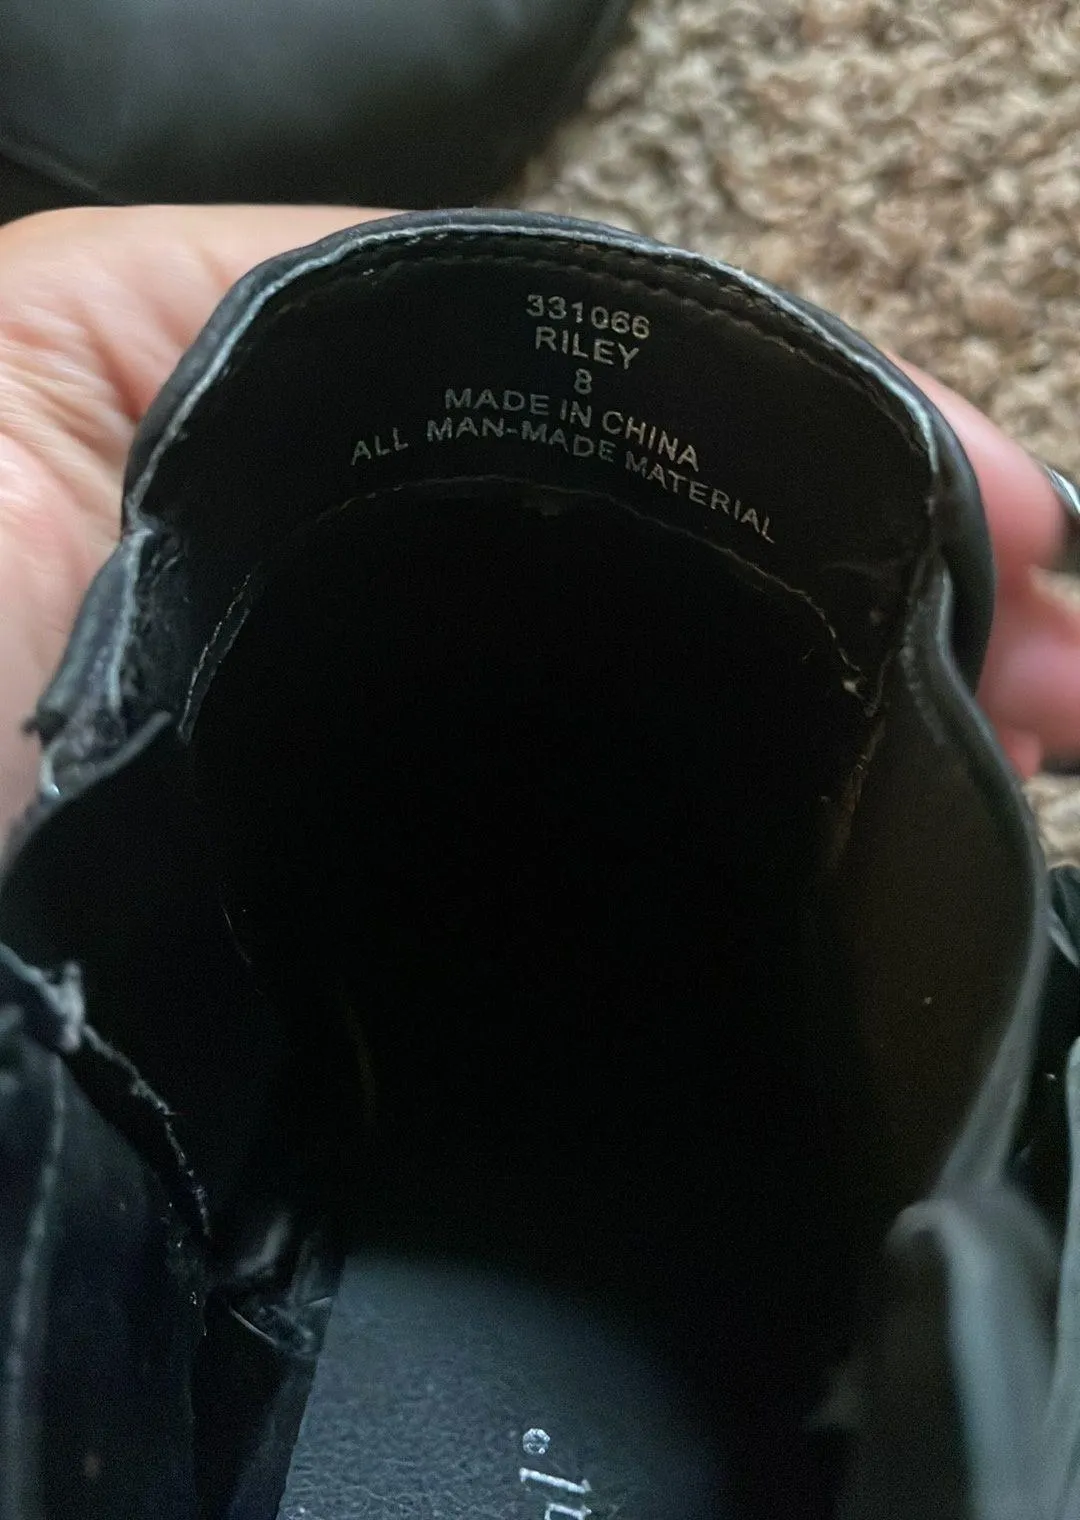 331066
RILEY
8
MADE IN CHINA
ALL MAN-MADE MATERIAL